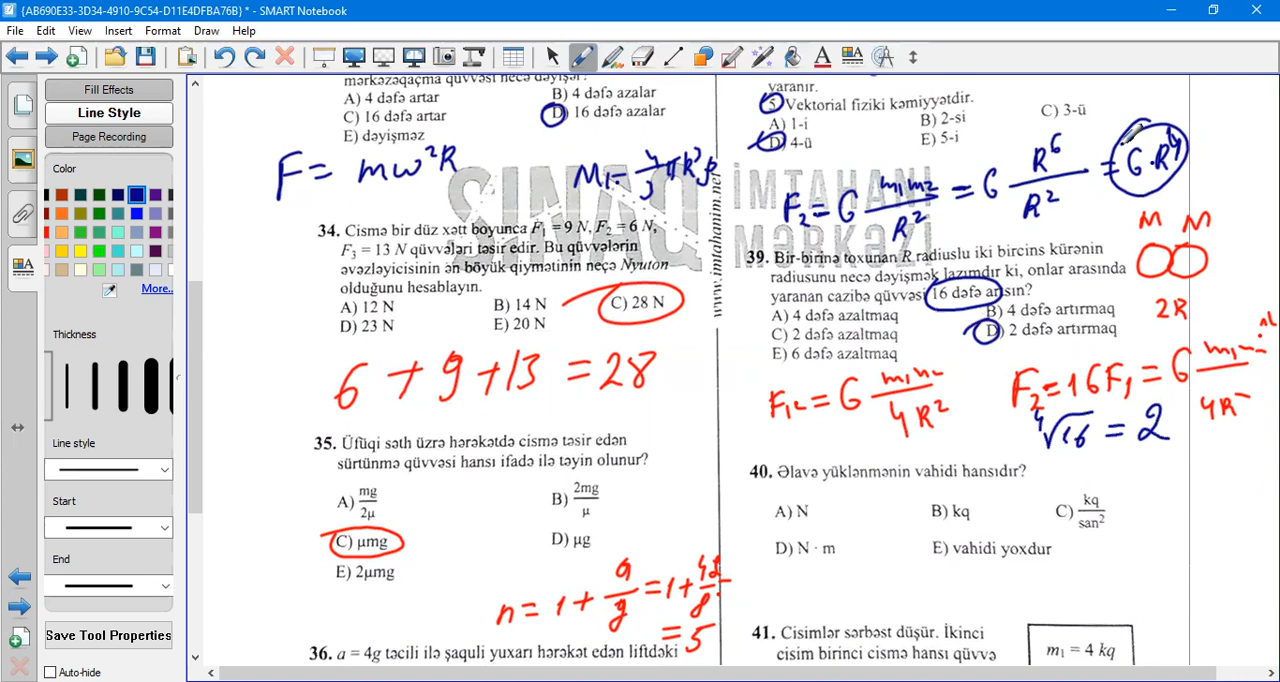 {AB690E33-3D34-4910-9C54-D11E4DFBA76B}* - SMART Notebook
File Edit View Insert Format Draw Help
Fill Effects
Line Style
Page Recording
Color
More...
Thickness
Line style
Start
End
Save Tool Properties
Auto-hide
mərkəzəqaçma qüvvəsi necə dəyişər?
A) 4 dəfə artar
B) 4 dəfə azalar
C) 16 dəfə artar
D) 16 dəfə azalar
E) dəyişməz
F = mω²R
SINAQ
34. Cismə bir düz xətt boyunca F₁ = 9 N, F₂ = 6 N,
F₃ = 13 N qüvvələri təsir edir. Bu qüvvələrin
əvəzləyicisinin ən böyük qiymətinin neçə Nyuton
olduğunu hesablayın.
A) 12 N
B) 14 N
C) 28 N
D) 23 N
E) 20 N
6 + 9 + 13 = 28
35. Üfüqi səth üzrə hərəkətdə cismə təsir edən
sürtünmə qüvvəsi hansı ifadə ilə təyin olunur?
A) mg/2μ
B) 2mg/μ
C) μmg
D) μg
E) 2μmg
n = 1 + a/g = 1 + 4g/g
= 5
36. a = 4g təcili ilə şaquli yuxarı hərəkət edən liftdəki
www.imtahanim.net
yaranır.
5. Vektorial fiziki kəmiyyətdir.
A) 1-i
B) 2-si
C) 3-ü
D) 4-ü
E) 5-i
F₂ = G m₁m₂/R² = G R⁶/R² = G·R⁴
İMTAHANI
MƏRKƏZİ
39. Bir-birinə toxunan R radiuslu iki bircins kürənin
radiusunu necə dəyişmək lazımdır ki, onlar arasında
yaranan cazibə qüvvəsi 16 dəfə artsın?
A) 4 dəfə azaltmaq
B) 4 dəfə artırmaq
C) 2 dəfə azaltmaq
D) 2 dəfə artırmaq
E) 6 dəfə azaltmaq
M M
2R
F₁₂ = G m₁m₂/4R²
F₂ = 16F₁ = G
⁴√16 = 2
40. Əlavə yüklənmənin vahidi hansıdır?
A) N
B) kq
C) kq/san²
D) N · m
E) vahidi yoxdur
41. Cisimlər sərbəst düşür. İkinci
cisim birinci cismə hansı qüvvə
m₁ = 4 kq